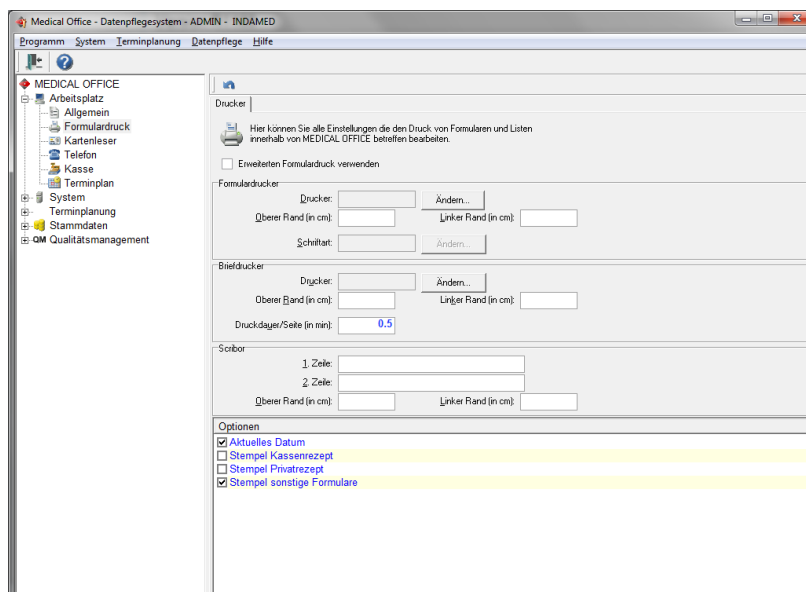 Medical Office - Datenpflegesystem - ADMIN - INDAMED
Programm System Terminplanung Datenpflege Hilfe
MEDICAL OFFICE
Arbeitsplatz
Allgemein
Formulardruck
Kartenleser
Telefon
Kasse
Terminplan
System
Terminplanung
Stammdaten
QM Qualitätsmanagement
Drucker
Hier können Sie alle Einstellungen die den Druck von Formularen und Listen
innerhalb von MEDICAL OFFICE betreffen bearbeiten.
Erweiterten Formulardruck verwenden
Formulardrucker
Drucker: Ändern...
Oberer Rand (in cm): Linker Rand (in cm):
Schriftart: Ändern...
Briefdrucker
Drucker: Ändern...
Oberer Rand (in cm): Linker Rand (in cm):
Druckdayer/Seite (in min): 0.5
Scribor
1. Zeile:
2. Zeile:
Oberer Rand (in cm): Linker Rand (in cm):
Optionen
Aktuelles Datum
Stempel Kassenrezept
Stempel Privatrezept
Stempel sonstige Formulare